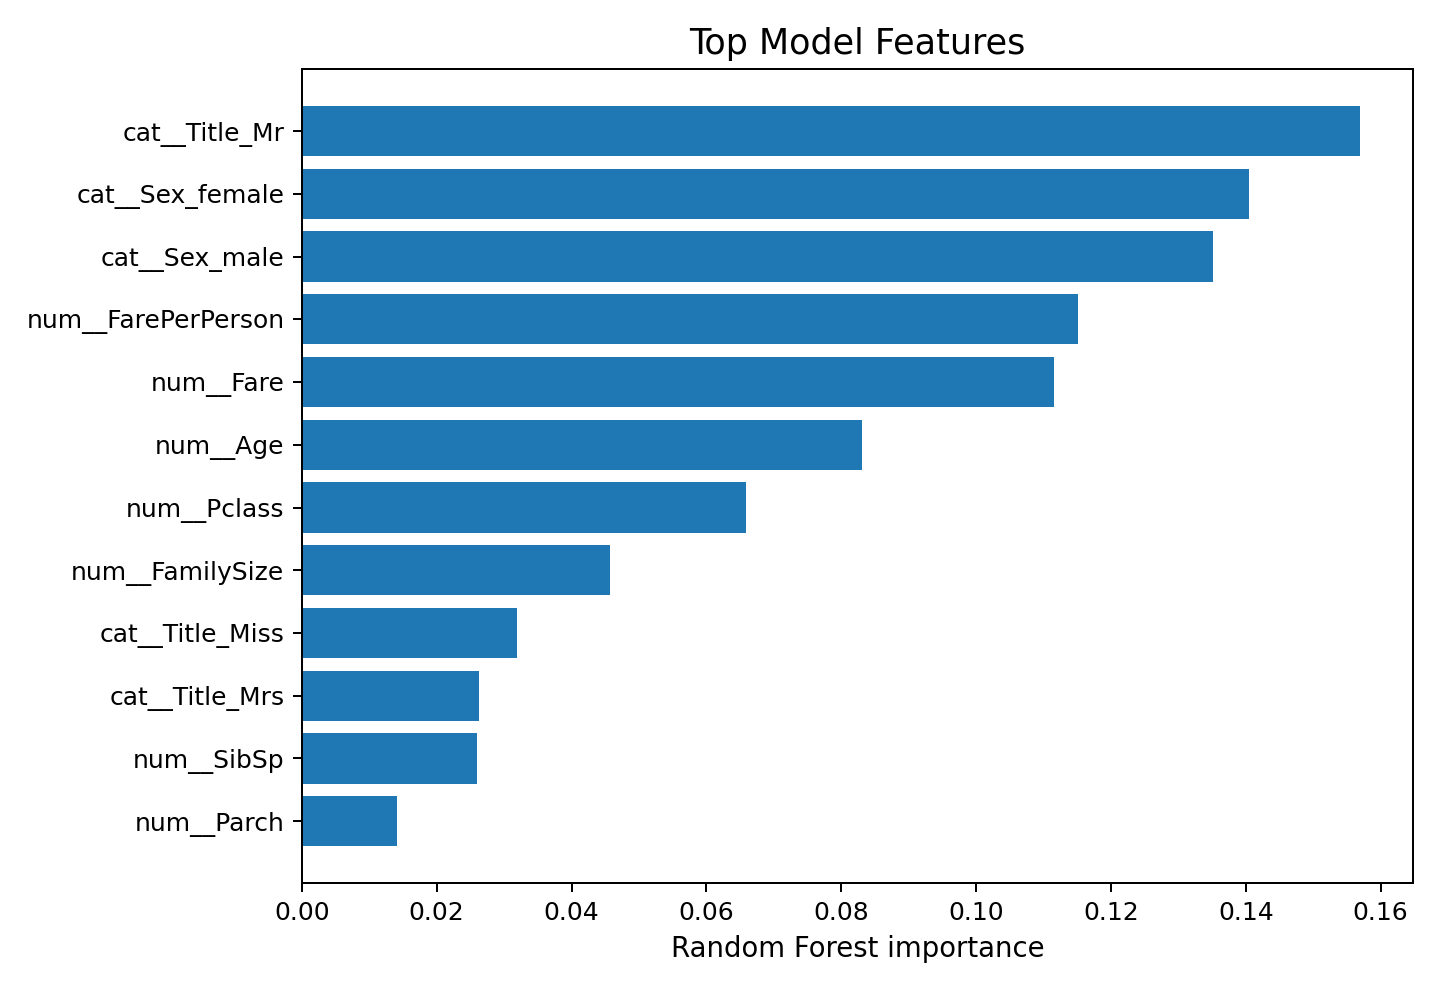 Top Model Features
cat__Title_Mr
cat__Sex_female
cat__Sex_male
num__FarePerPerson
num__Fare
num__Age
num__Pclass
num__FamilySize
cat__Title_Miss
cat__Title_Mrs
num__SibSp
num__Parch
0.00 0.02 0.04 0.06 0.08 0.10 0.12 0.14 0.16
Random Forest importance